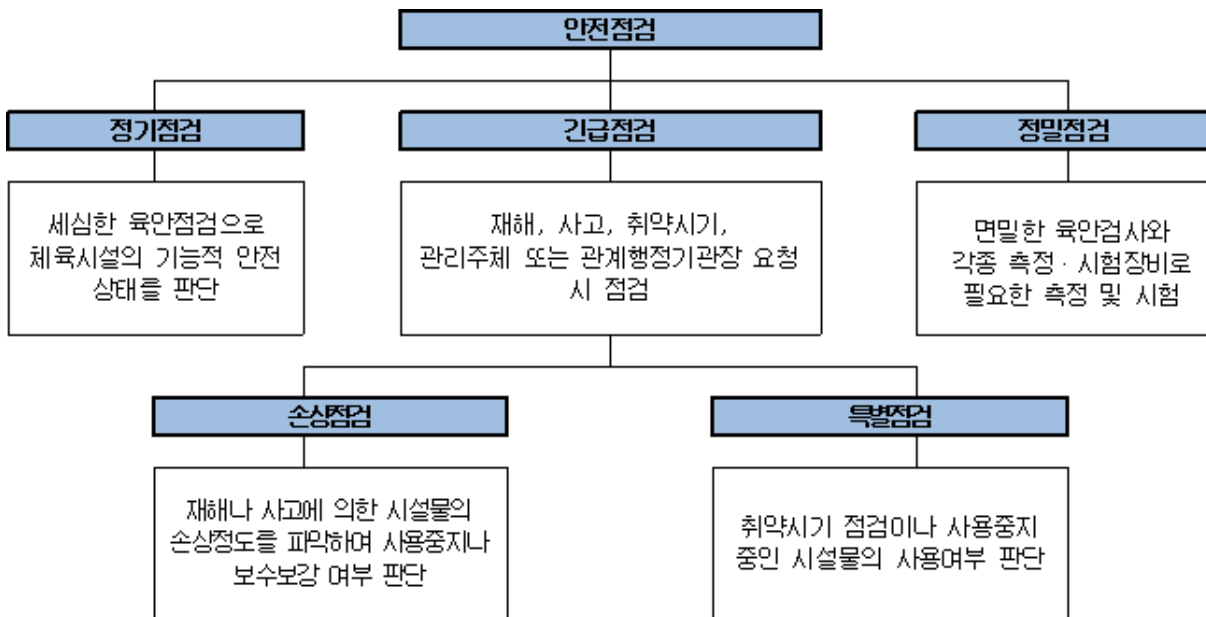 안전점검
정기점검
긴급점검
정밀점검
세심한 육안점검으로
체육시설의 기능적 안전
상태를 판단
재해, 사고, 취약시기,
관리주체 또는 관계행정기관장 요청
시 점검
면밀한 육안검사와
각종 측정·시험장비로
필요한 측정 및 시험
손상점검
특별점검
재해나 사고에 의한 시설물의
손상정도를 파악하여 사용중지나
보수보강 여부 판단
취약시기 점검이나 사용중지
중인 시설물의 사용여부 판단